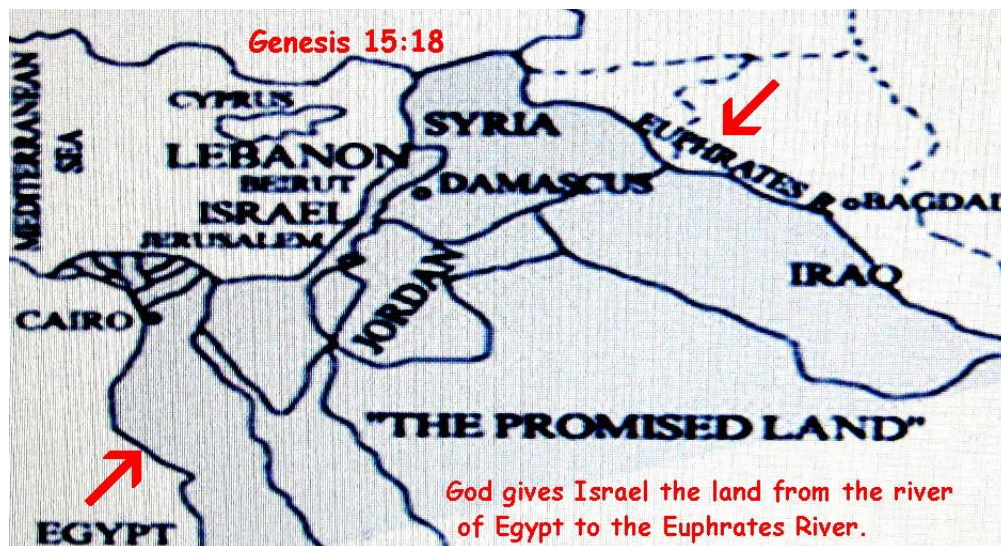 Genesis 15:18
MEDITERRANEAN
SEA
CYPRUS
SYRIA
EUPHRATES R
LEBANON
BEIRUT
DAMASCUS
ISRAEL
BAGDAD
JERUSALEM
JORDAN
IRAQ
CAIRO
"THE PROMISED LAND"
God gives Israel the land from the river
of Egypt to the Euphrates River.
EGYPT